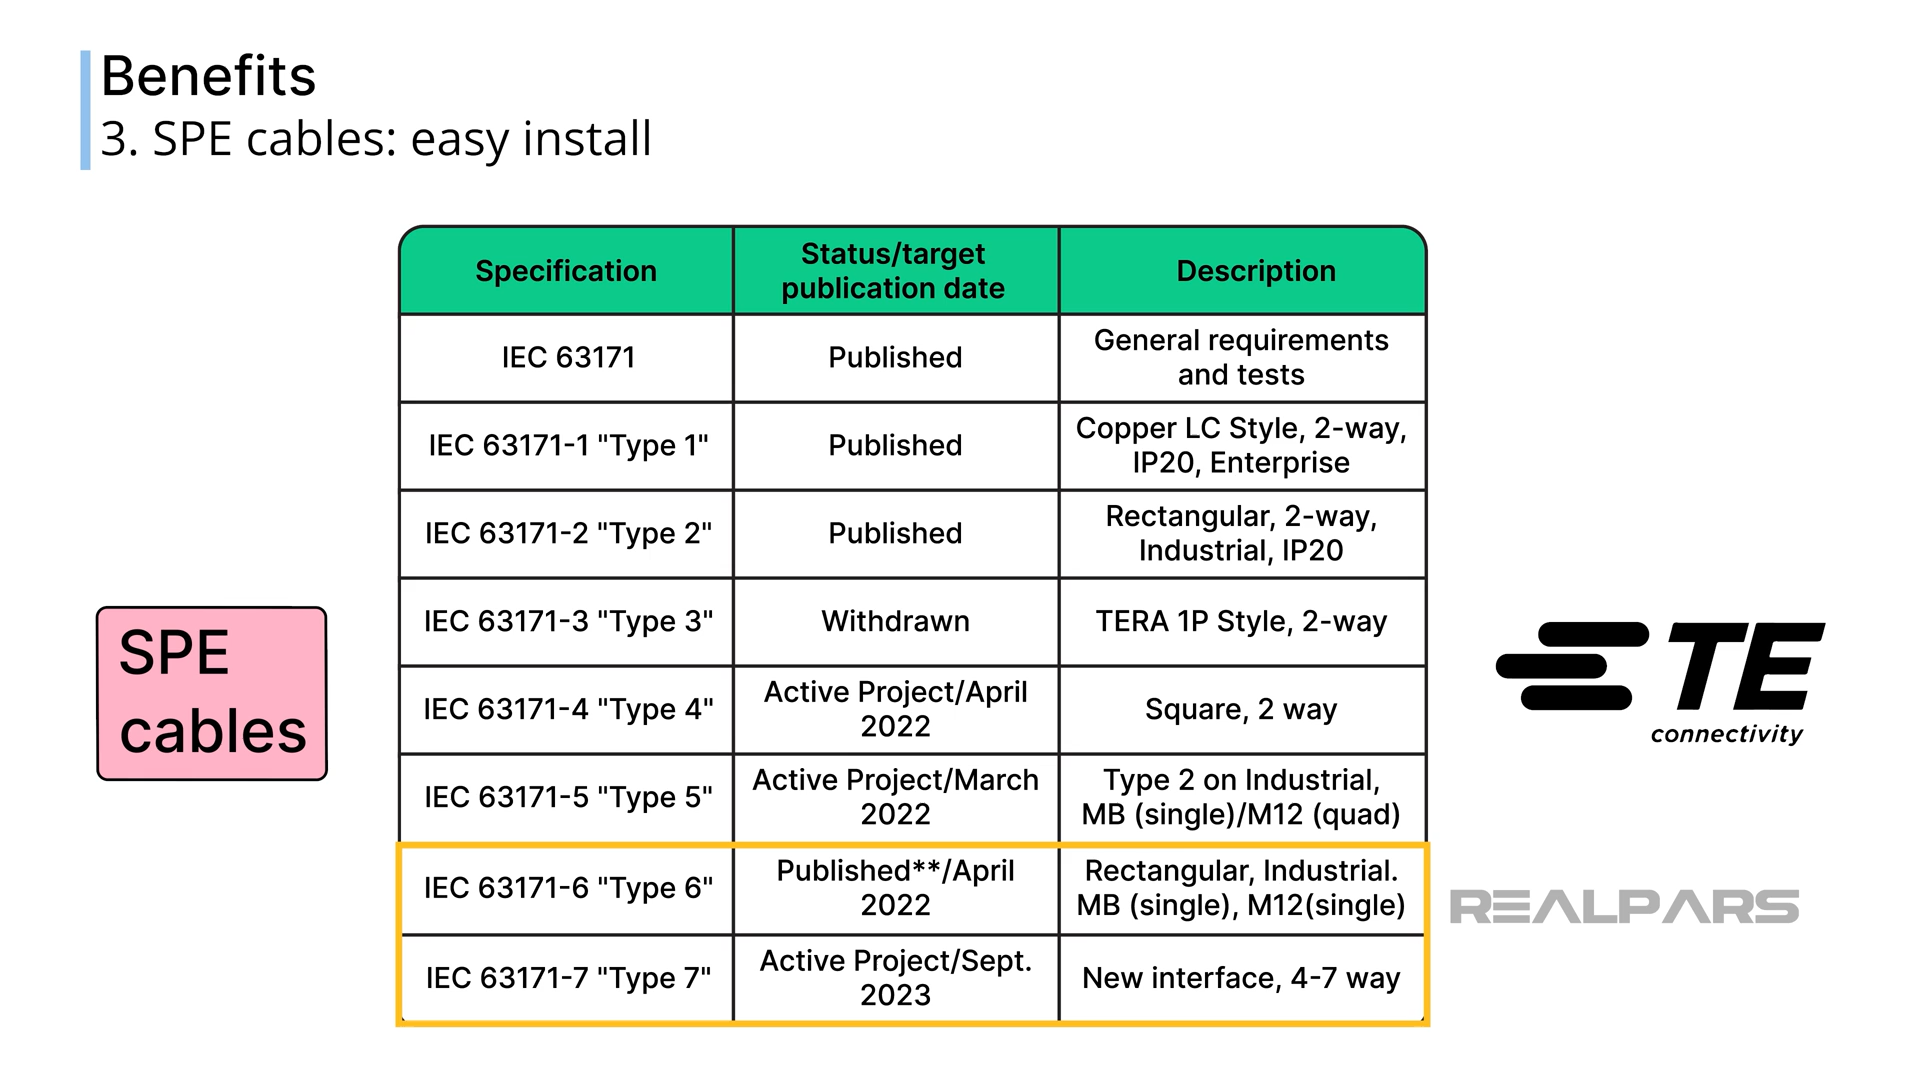 Benefits
3. SPE cables: easy install
Specification
Status/target
publication date
Description
IEC 63171
Published
General requirements
and tests
IEC 63171-1 "Type 1"
Published
Copper LC Style, 2-way,
IP20, Enterprise
IEC 63171-2 "Type 2"
Published
Rectangular, 2-way,
Industrial, IP20
IEC 63171-3 "Type 3"
Withdrawn
TERA 1P Style, 2-way
IEC 63171-4 "Type 4"
Active Project/April
2022
Square, 2 way
IEC 63171-5 "Type 5"
Active Project/March
2022
Type 2 on Industrial,
MB (single)/M12 (quad)
IEC 63171-6 "Type 6"
Published**/April
2022
Rectangular, Industrial.
MB (single), M12(single)
IEC 63171-7 "Type 7"
Active Project/Sept.
2023
New interface, 4-7 way
SPE
cables
TE
connectivity
REALPARS